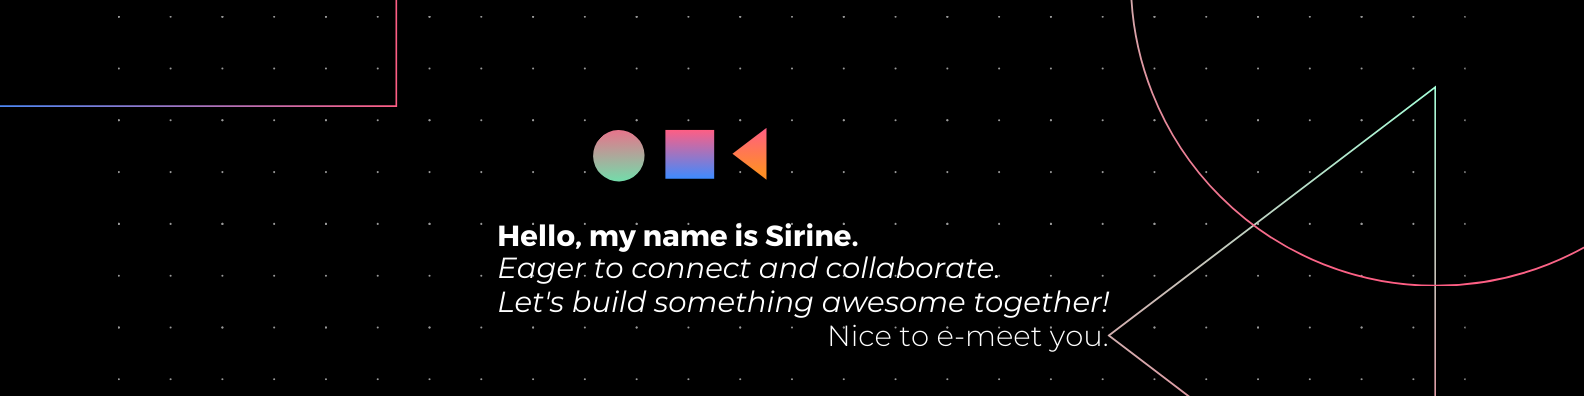 Hello, my name is Sirine.
Eager to connect and collaborate.
Let's build something awesome together!
Nice to e-meet you.